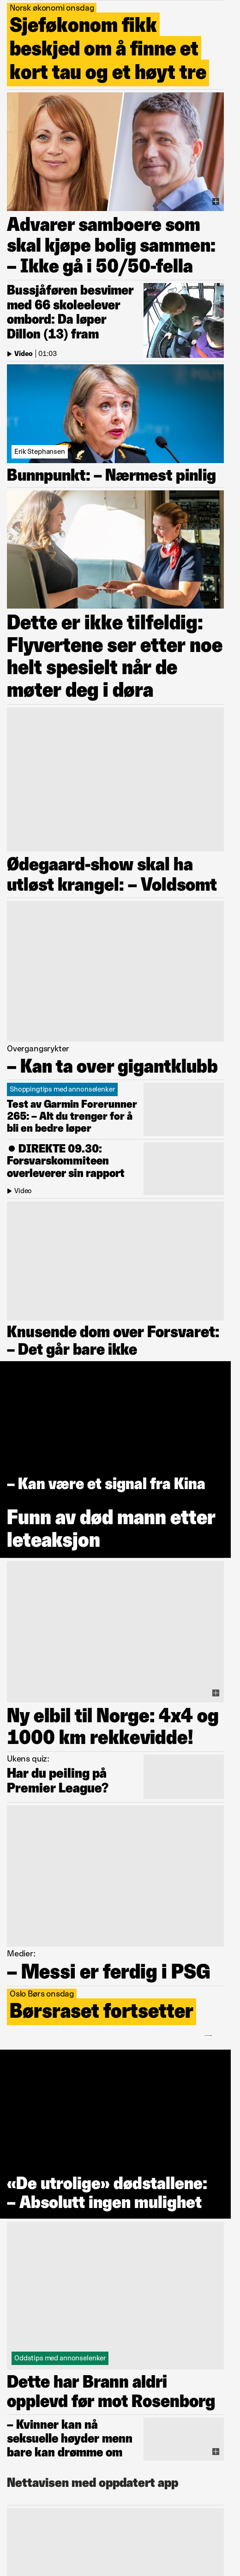 Norsk økonomi onsdag
Sjeføkonom fikk
beskjed om å finne et
kort tau og et høyt tre
Advarer samboere som
skal kjøpe bolig sammen:
– Ikke gå i 50/50-fella
Bussjåføren besvimer
med 66 skoleelever
ombord: Da løper
Dillon (13) fram
Video | 01:03
Erik Stephansen
Bunnpunkt: – Nærmest pinlig
Dette er ikke tilfeldig:
Flyvertene ser etter noe
helt spesielt når de
møter deg i døra
Ødegaard-show skal ha
utløst krangel: – Voldsomt
Overgangsrykter
– Kan ta over gigantklubb
Shoppingtips med annonselenker
Test av Garmin Forerunner
265: – Alt du trenger for å
bli en bedre løper
DIREKTE 09.30:
Forsvarskommiteen
overleverer sin rapport
Video
Knusende dom over Forsvaret:
– Det går bare ikke
– Kan være et signal fra Kina
Funn av død mann etter
leteaksjon
Ny elbil til Norge: 4x4 og
1000 km rekkevidde!
Ukens quiz:
Har du peiling på
Premier League?
Medier:
– Messi er ferdig i PSG
Oslo Børs onsdag
Børsraset fortsetter
«De utrolige» dødstallene:
– Absolutt ingen mulighet
Oddstips med annonselenker
Dette har Brann aldri
opplevd før mot Rosenborg
– Kvinner kan nå
seksuelle høyder menn
bare kan drømme om
Nettavisen med oppdatert app